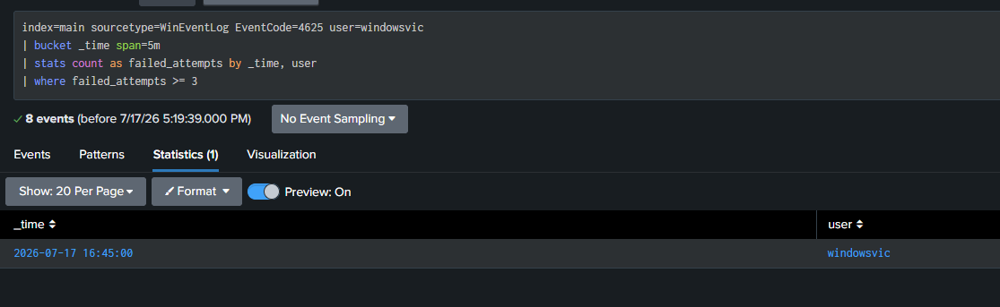 index=main sourcetype=WinEventLog EventCode=4625 user=windowsvic
| bucket _time span=5m
| stats count as failed_attempts by _time, user
| where failed_attempts >= 3
✓ 8 events (before 7/17/26 5:19:39.000 PM)
No Event Sampling
Events Patterns Statistics (1) Visualization
Show: 20 Per Page Format Preview: On
_time user
2026-07-17 16:45:00 windowsvic